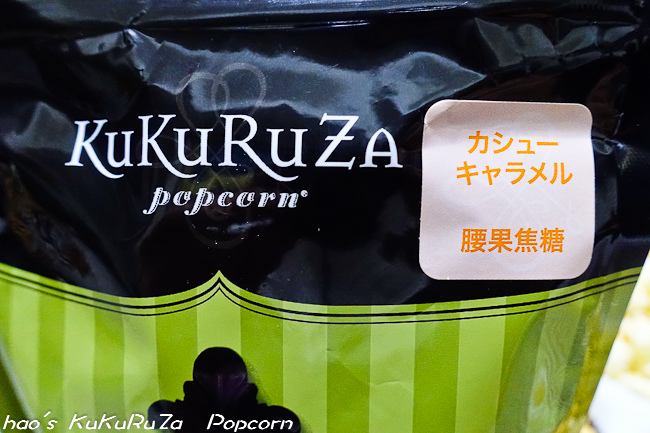 KuKuRuZA
popcorn®
カシュー
キャラメル
腰果焦糖
hao's KuKuRuZa Popcorn